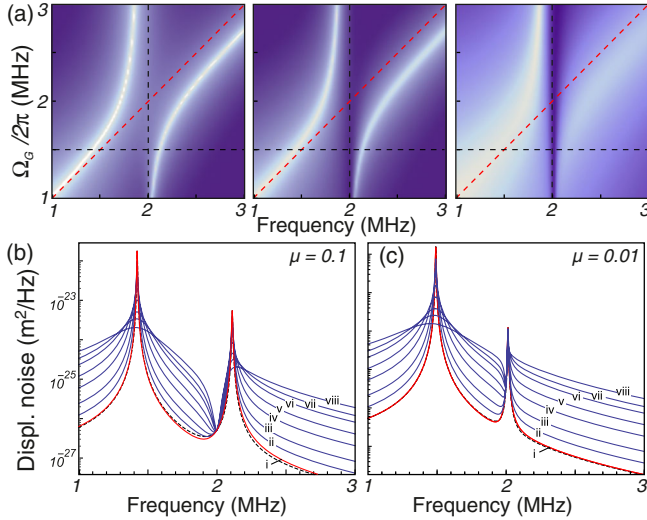 (a)
3
2
1
Ω_G /2π (MHz)
1 2 3 1 2 3 1 2 3
Frequency (MHz)
(b) μ = 0.1
(c) μ = 0.01
Displ. noise (m²/Hz)
10⁻²³
10⁻²⁵
10⁻²⁷
viii
vii
vi
v
iv
iii
ii
i
viii
vii
vi
v
iv
iii
ii
i
1 2 3
1 2 3
Frequency (MHz)
Frequency (MHz)